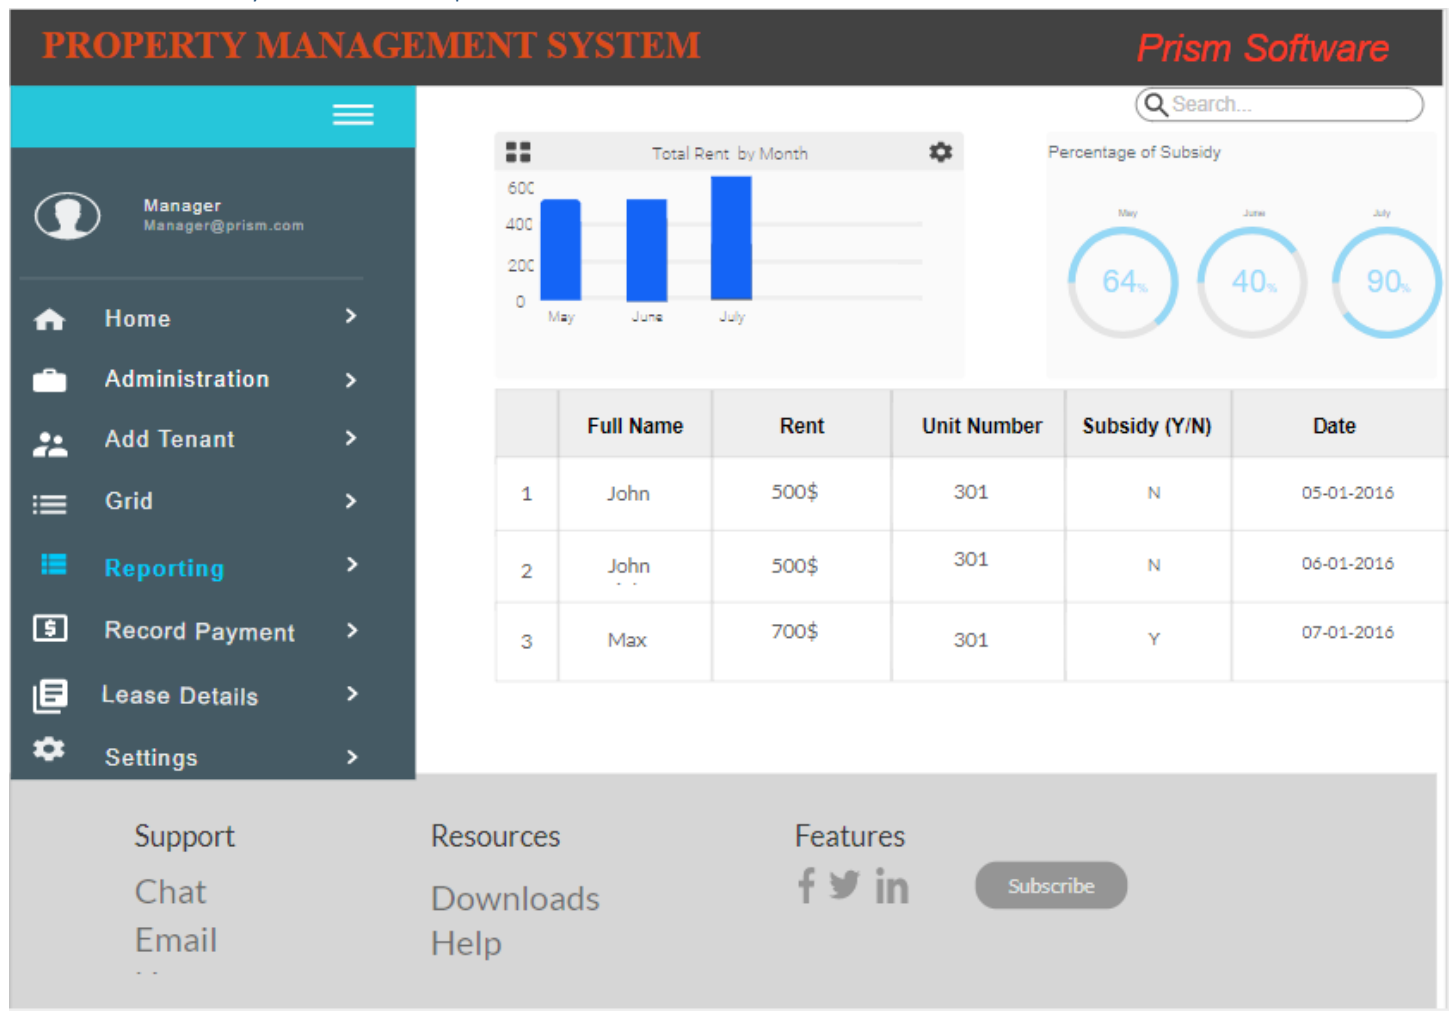 PROPERTY MANAGEMENT SYSTEM
Prism Software
Search...
Manager
Manager@prism.com
Home
Administration
Add Tenant
Grid
Reporting
Record Payment
Lease Details
Settings
Total Rent by Month
600
400
200
0
May June July
Percentage of Subsidy
May June July
64% 40% 90%
Full Name Rent Unit Number Subsidy (Y/N) Date
1 John 500$ 301 N 05-01-2016
2 John 500$ 301 N 06-01-2016
3 Max 700$ 301 Y 07-01-2016
Support
Chat
Email
Resources
Downloads
Help
Features
Subscribe